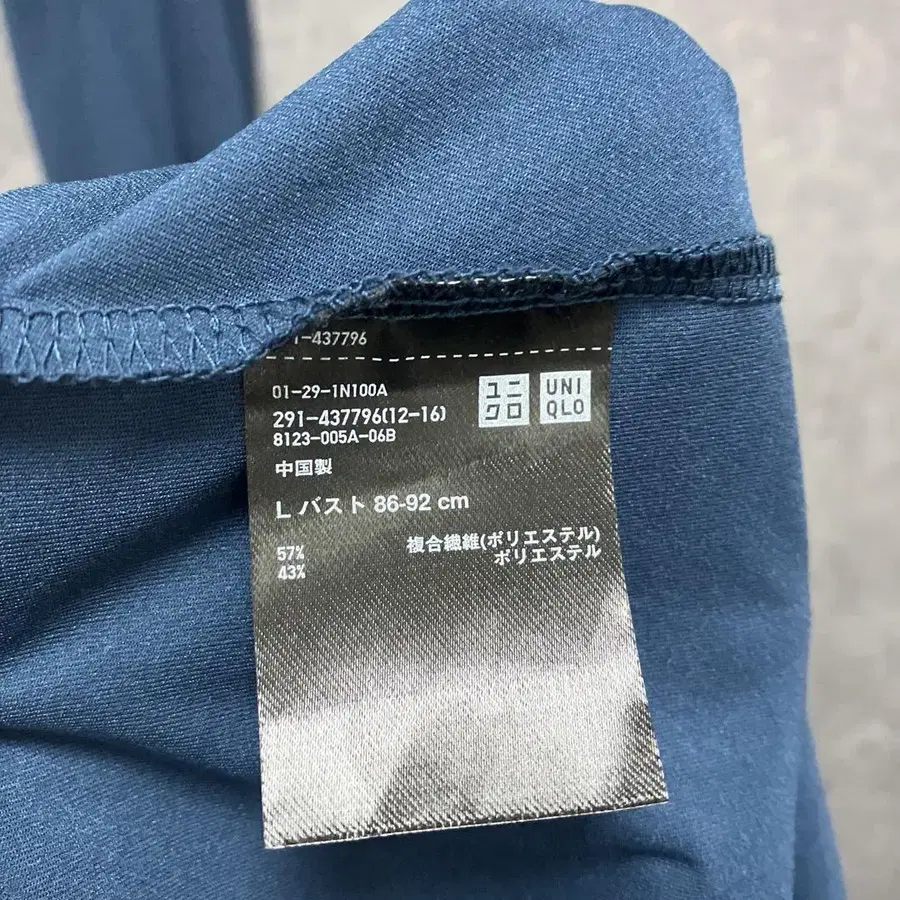 1-437796
01-29-1N100A
291-437796(12-16)
8123-005A-06B
ユニ
クロ
UNI
QLO
中国製
L バスト 86-92 cm
57% 複合繊維(ポリエステル)
43% ポリエステル